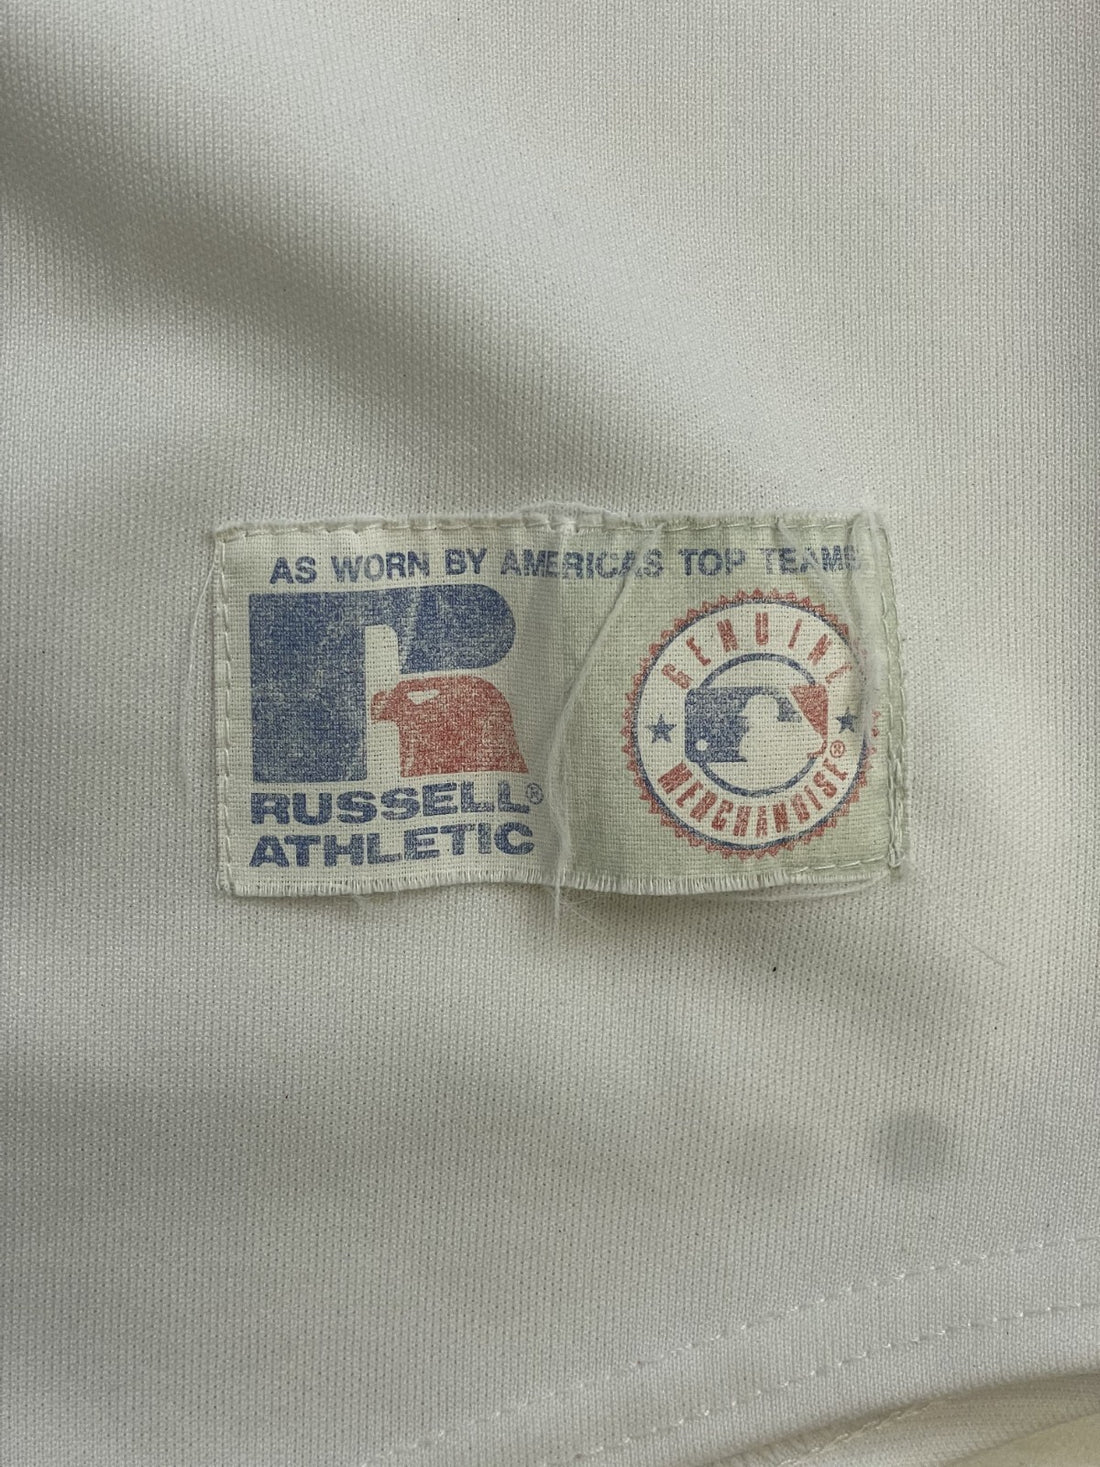 AS WORN BY AMERICAS TOP TEAMS
R
RUSSELL®
ATHLETIC
GENUINE
MERCHANDISE®